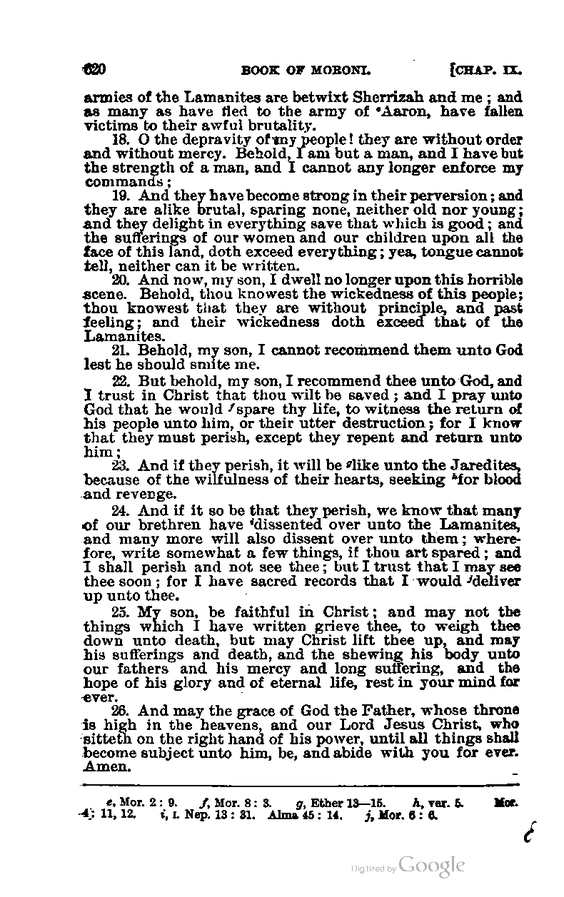 620 BOOK OF MORONI. [CHAP. IX.
armies of the Lamanites are betwixt Sherrizah and me; and
as many as have fled to the army of ᵉAaron, have fallen
victims to their awful brutality.
18. O the depravity of my people! they are without order
and without mercy. Behold, I am but a man, and I have but
the strength of a man, and I cannot any longer enforce my
commands;
19. And they have become strong in their perversion; and
they are alike brutal, sparing none, neither old nor young;
and they delight in everything save that which is good; and
the sufferings of our women and our children upon all the
face of this land, doth exceed everything; yea, tongue cannot
tell, neither can it be written.
20. And now, my son, I dwell no longer upon this horrible
scene. Behold, thou knowest the wickedness of this people;
thou knowest that they are without principle, and past
feeling; and their wickedness doth exceed that of the
Lamanites.
21. Behold, my son, I cannot recommend them unto God
lest he should smite me.
22. But behold, my son, I recommend thee unto God, and
I trust in Christ that thou wilt be saved; and I pray unto
God that he would ᶠspare thy life, to witness the return of
his people unto him, or their utter destruction; for I know
that they must perish, except they repent and return unto
him;
23. And if they perish, it will be ᵍlike unto the Jaredites,
because of the wilfulness of their hearts, seeking ʰfor blood
and revenge.
24. And if it so be that they perish, we know that many
of our brethren have ⁱdissented over unto the Lamanites,
and many more will also dissent over unto them; where-
fore, write somewhat a few things, if thou art spared; and
I shall perish and not see thee; but I trust that I may see
thee soon; for I have sacred records that I would ʲdeliver
up unto thee.
25. My son, be faithful in Christ; and may not the
things which I have written grieve thee, to weigh thee
down unto death, but may Christ lift thee up, and may
his sufferings and death, and the shewing his body unto
our fathers and his mercy and long suffering, and the
hope of his glory and of eternal life, rest in your mind for
ever.
26. And may the grace of God the Father, whose throne
is high in the heavens, and our Lord Jesus Christ, who
sitteth on the right hand of his power, until all things shall
become subject unto him, be, and abide with you for ever.
Amen.
e, Mor. 2: 9. f, Mor. 8: 3. g, Ether 13—15. h, ver. 5. Mor.
4: 11, 12. i, I. Nep. 13: 31. Alma 45: 14. j, Mor. 6: 6.
Digitized by Google